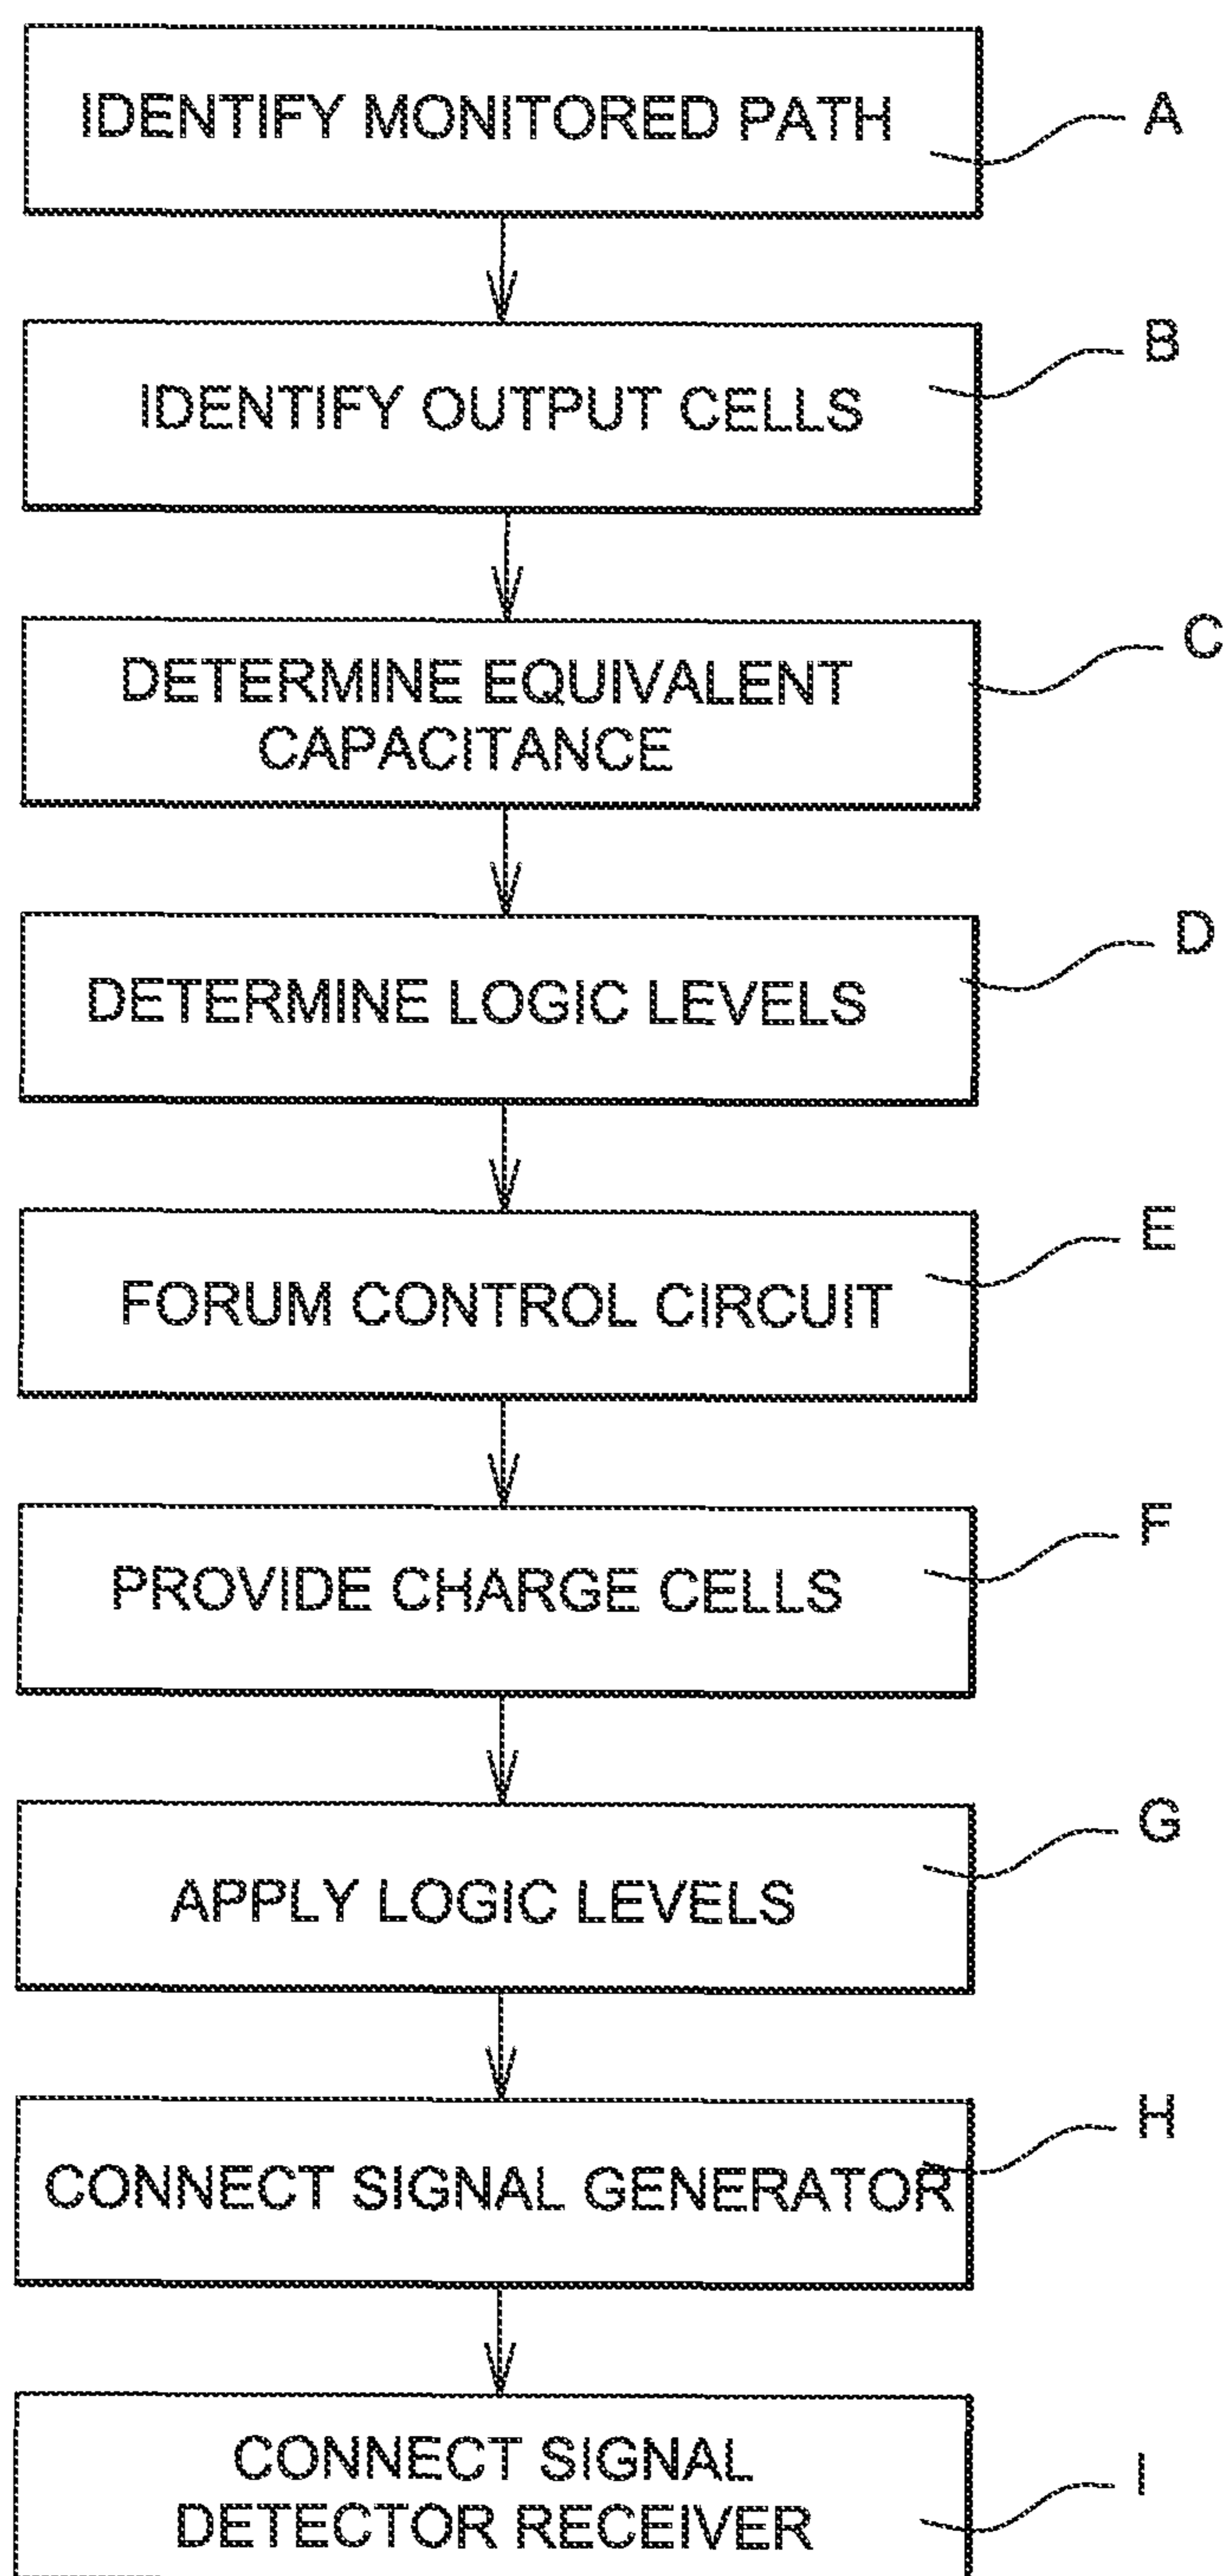 IDENTIFY MONITORED PATH
A
IDENTIFY OUTPUT CELLS
B
DETERMINE EQUIVALENT
CAPACITANCE
C
DETERMINE LOGIC LEVELS
D
FORUM CONTROL CIRCUIT
E
PROVIDE CHARGE CELLS
F
APPLY LOGIC LEVELS
G
CONNECT SIGNAL GENERATOR
H
CONNECT SIGNAL
DETECTOR RECEIVER
I